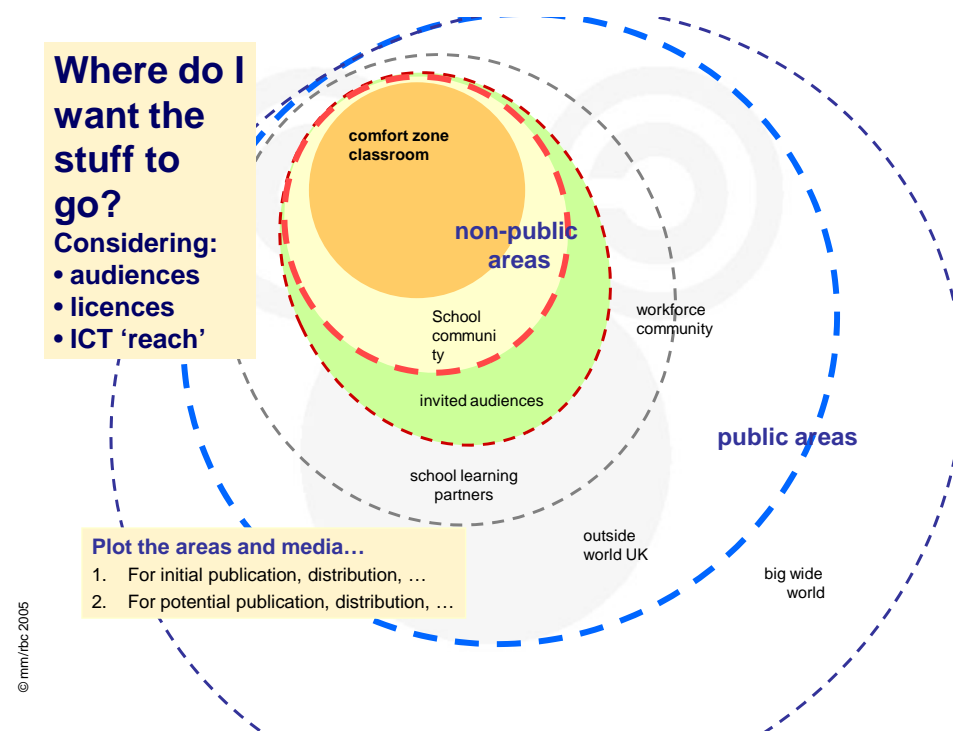 Where do I
want the
stuff to
go?
Considering:
• audiences
• licences
• ICT ‘reach’
comfort zone
classroom
non-public
areas
School
communi
ty
workforce
community
invited audiences
public areas
school learning
partners
outside
world UK
big wide
world
Plot the areas and media…
1. For initial publication, distribution, …
2. For potential publication, distribution, …
© mm/rbc 2005